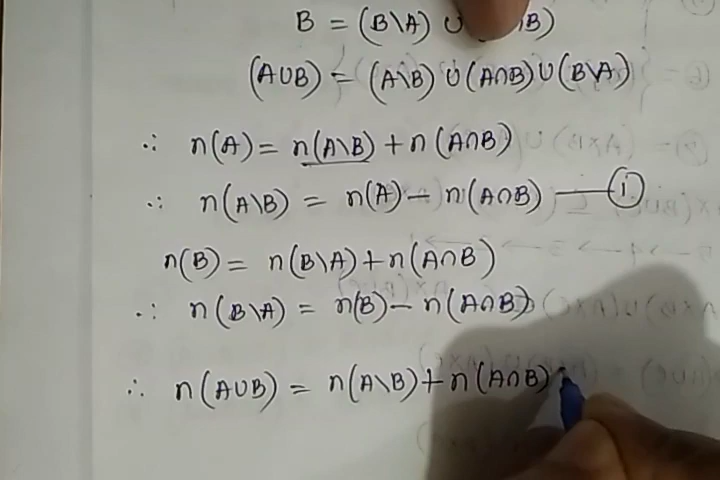 B = (B\A) ∪ B)
(A∪B) = (A\B) ∪ (A∩B) ∪ (B\A)
∴ n(A) = n(A\B) + n(A∩B)
∴ n(A\B) = n(A) – n(A∩B) — ①
n(B) = n(B\A) + n(A∩B)
∴ n(B\A) = n(B) – n(A∩B)
∴ n(A∪B) = n(A\B) + n(A∩B)